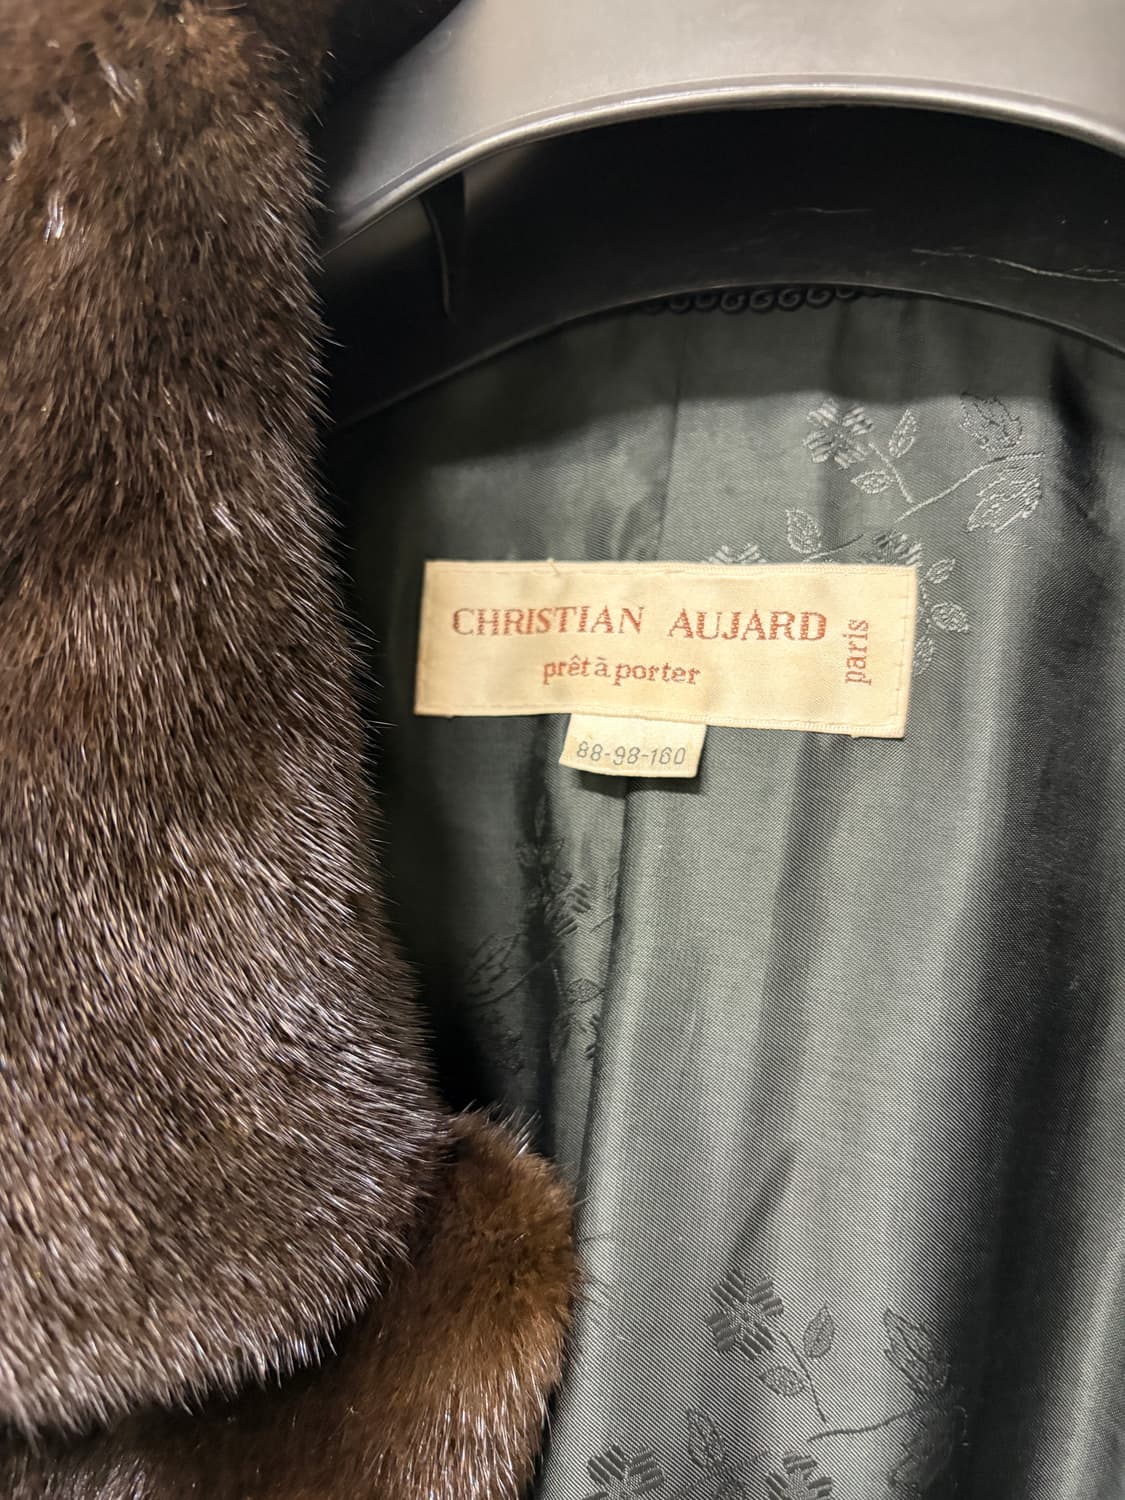 CHRISTIAN AUJARD
prêt à porter
paris
88-98-160